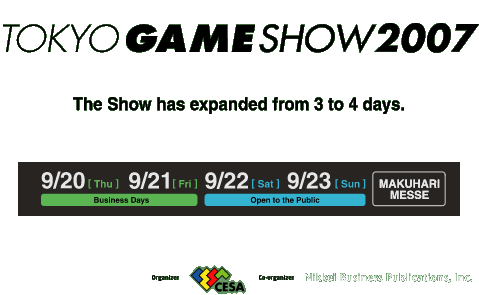 TOKYO GAME SHOW 2007
The Show has expanded from 3 to 4 days.
9/20 [Thu] 9/21 [Fri] 9/22 [Sat] 9/23 [Sun]
Business Days Open to the Public
MAKUHARI
MESSE
Organizer CESA Co-organizer Nikkei Business Publications, Inc.